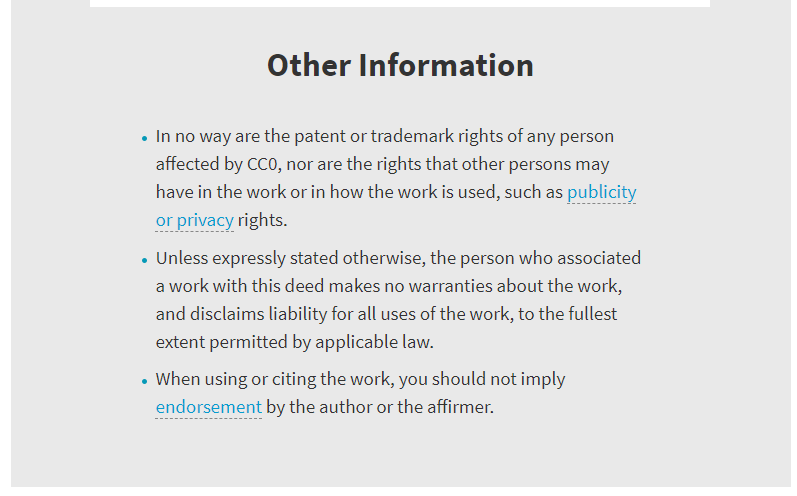 Other Information
In no way are the patent or trademark rights of any person
affected by CC0, nor are the rights that other persons may
have in the work or in how the work is used, such as publicity
or privacy rights.
Unless expressly stated otherwise, the person who associated
a work with this deed makes no warranties about the work,
and disclaims liability for all uses of the work, to the fullest
extent permitted by applicable law.
When using or citing the work, you should not imply
endorsement by the author or the affirmer.